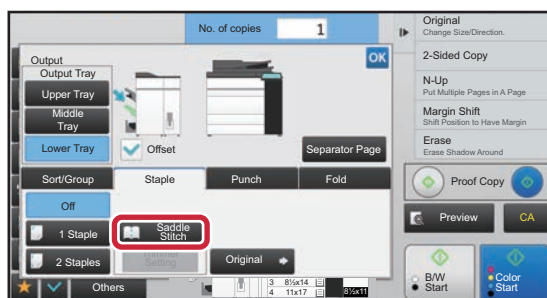 No. of copies
1
Original
Change Size/Direction.
2-Sided Copy
N-Up
Put Multiple Pages in A Page
Margin Shift
Shift Position to Have Margin
Erase
Erase Shadow Around
Output
OK
Output Tray
Upper Tray
Middle
Tray
Lower Tray
Offset
Separator Page
Sort/Group
Staple
Punch
Fold
Off
1 Staple
Saddle
Stitch
2 Staples
Trimmer
Setting
Original
Proof Copy
Preview
CA
Others
3 8½x14
4 11x17
8½x11
B/W
Start
Color
Start